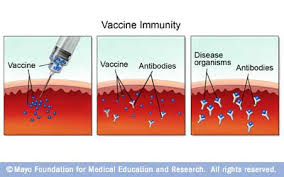 Vaccine Immunity
Vaccine
Vaccine
Antibodies
Disease
organisms
Antibodies
© Mayo Foundation for Medical Education and Research. All rights reserved.